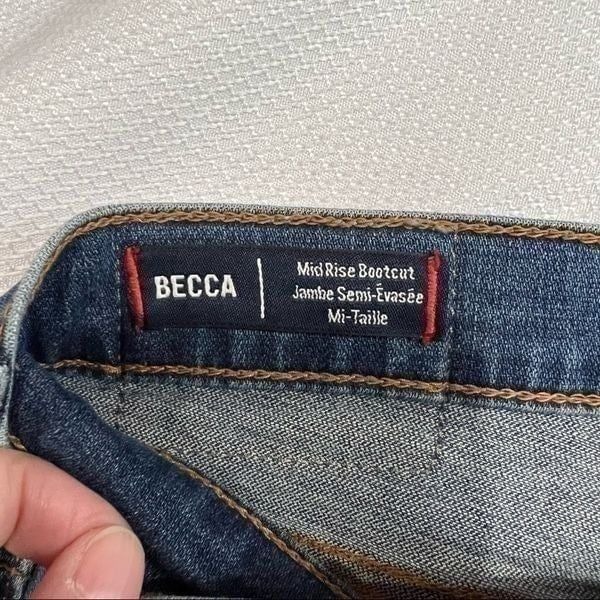 BECCA
Mid Rise Bootcut
Jambe Semi-Évasée
Mi-Taille